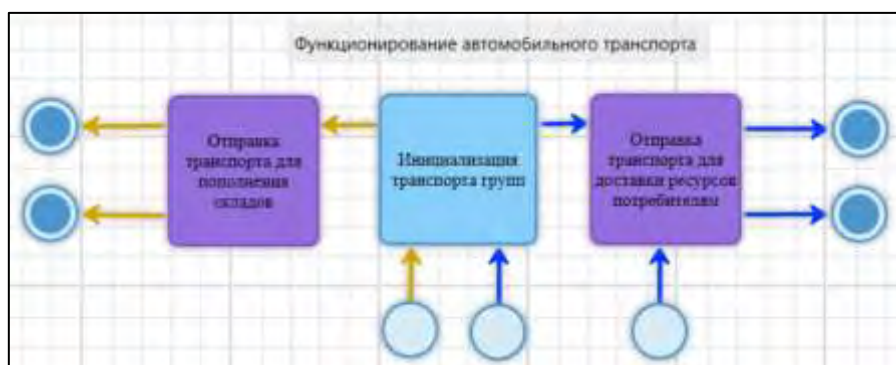 Функционирование автомобильного транспорта
Отправка
транспорта для
пополнения
складов
Инициализация
транспорта групп
Отправка
транспорта для
доставки ресурсов
потребителям